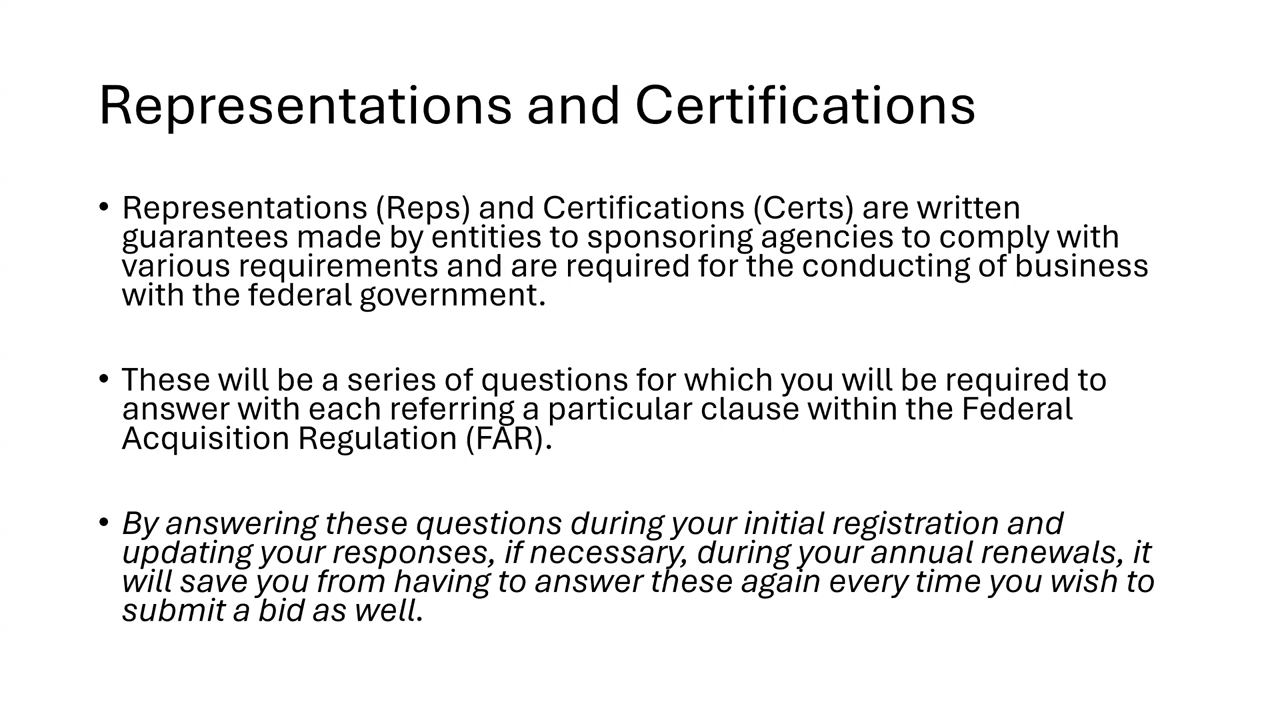 Representations and Certifications
• Representations (Reps) and Certifications (Certs) are written
guarantees made by entities to sponsoring agencies to comply with
various requirements and are required for the conducting of business
with the federal government.
• These will be a series of questions for which you will be required to
answer with each referring a particular clause within the Federal
Acquisition Regulation (FAR).
• By answering these questions during your initial registration and
updating your responses, if necessary, during your annual renewals, it
will save you from having to answer these again every time you wish to
submit a bid as well.